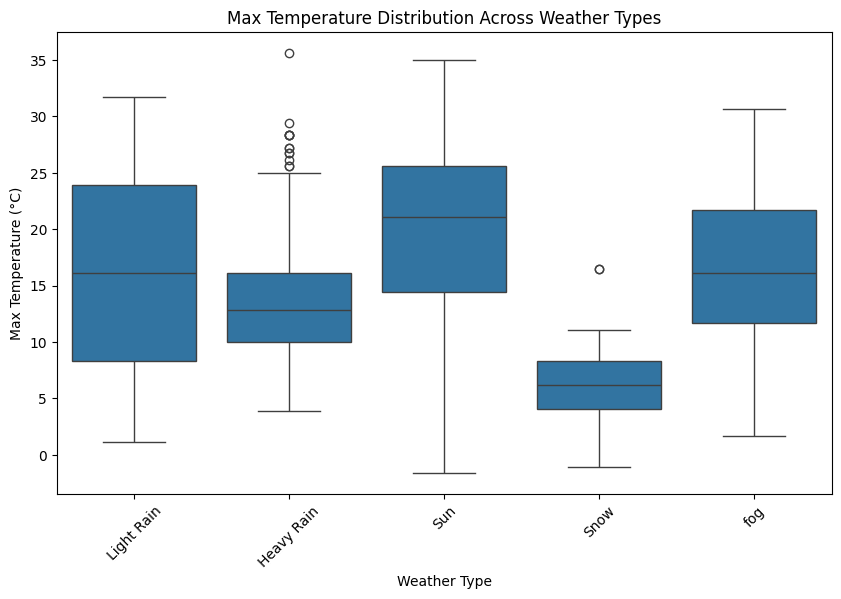 Max Temperature Distribution Across Weather Types
Max Temperature (°C)
35
30
25
20
15
10
5
0
Light Rain
Heavy Rain
Sun
Snow
fog
Weather Type